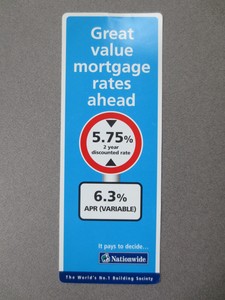 Great
value
mortgage
rates
ahead
5.75%
2 year
discounted rate
6.3%
APR (VARIABLE)
It pays to decide...
Nationwide
The World's No.1 Building Society